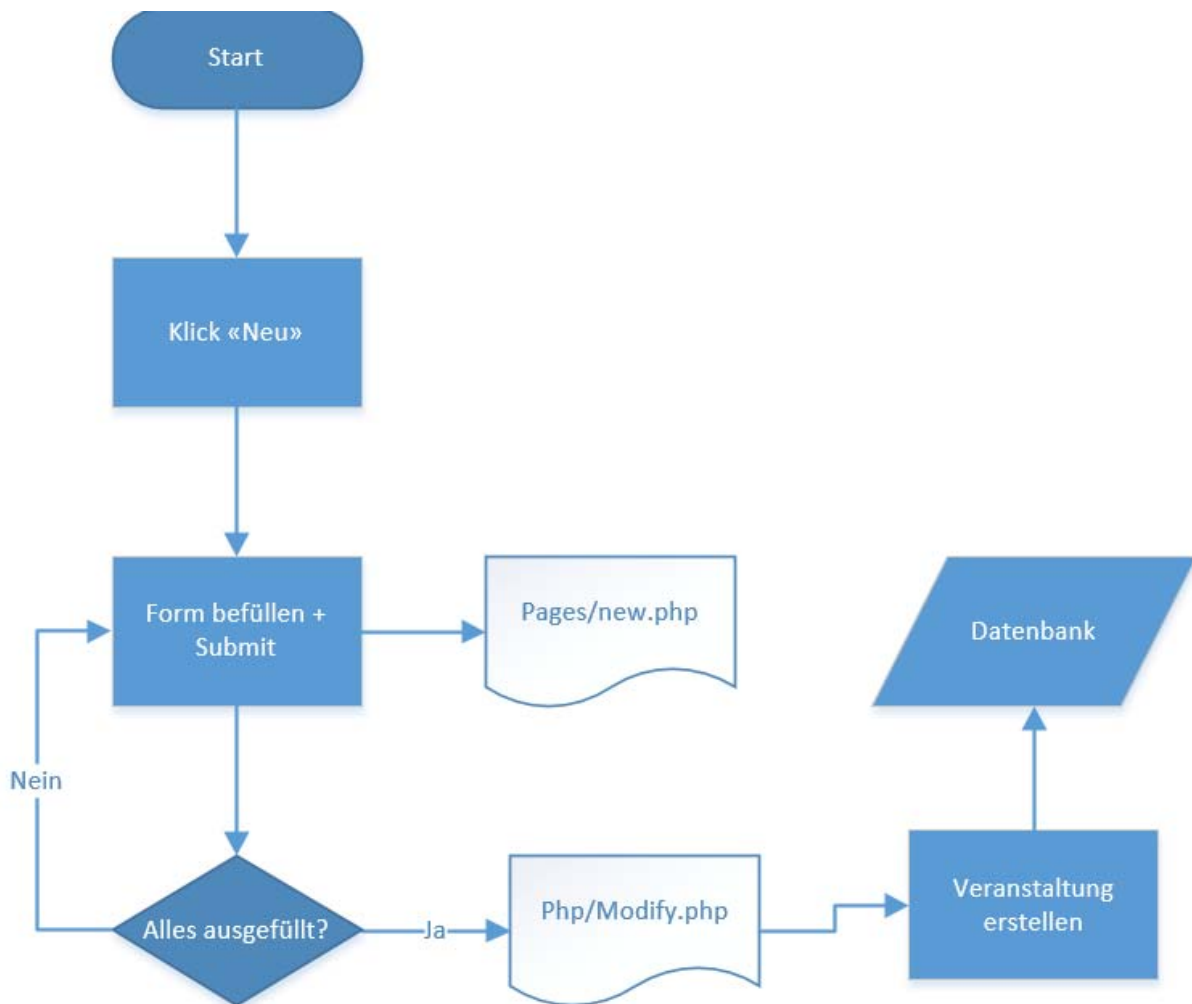 Start
Klick «Neu»
Form befüllen +
Submit
Pages/new.php
Datenbank
Nein
Alles ausgefüllt?
Ja
Php/Modify.php
Veranstaltung
erstellen